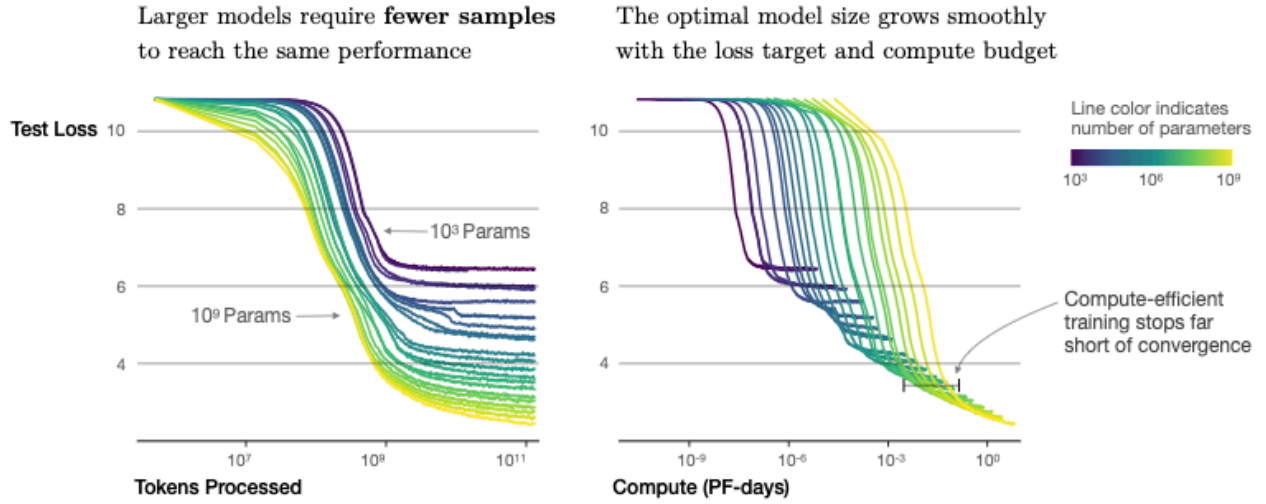 Larger models require fewer samples
to reach the same performance
The optimal model size grows smoothly
with the loss target and compute budget
Test Loss
10
8
6
4
10³ Params
10⁹ Params
10⁷
10⁹
10¹¹
Tokens Processed
10
8
6
4
10⁻⁹
10⁻⁶
10⁻³
10⁰
Compute (PF-days)
Line color indicates
number of parameters
10³
10⁶
10⁹
Compute-efficient
training stops far
short of convergence